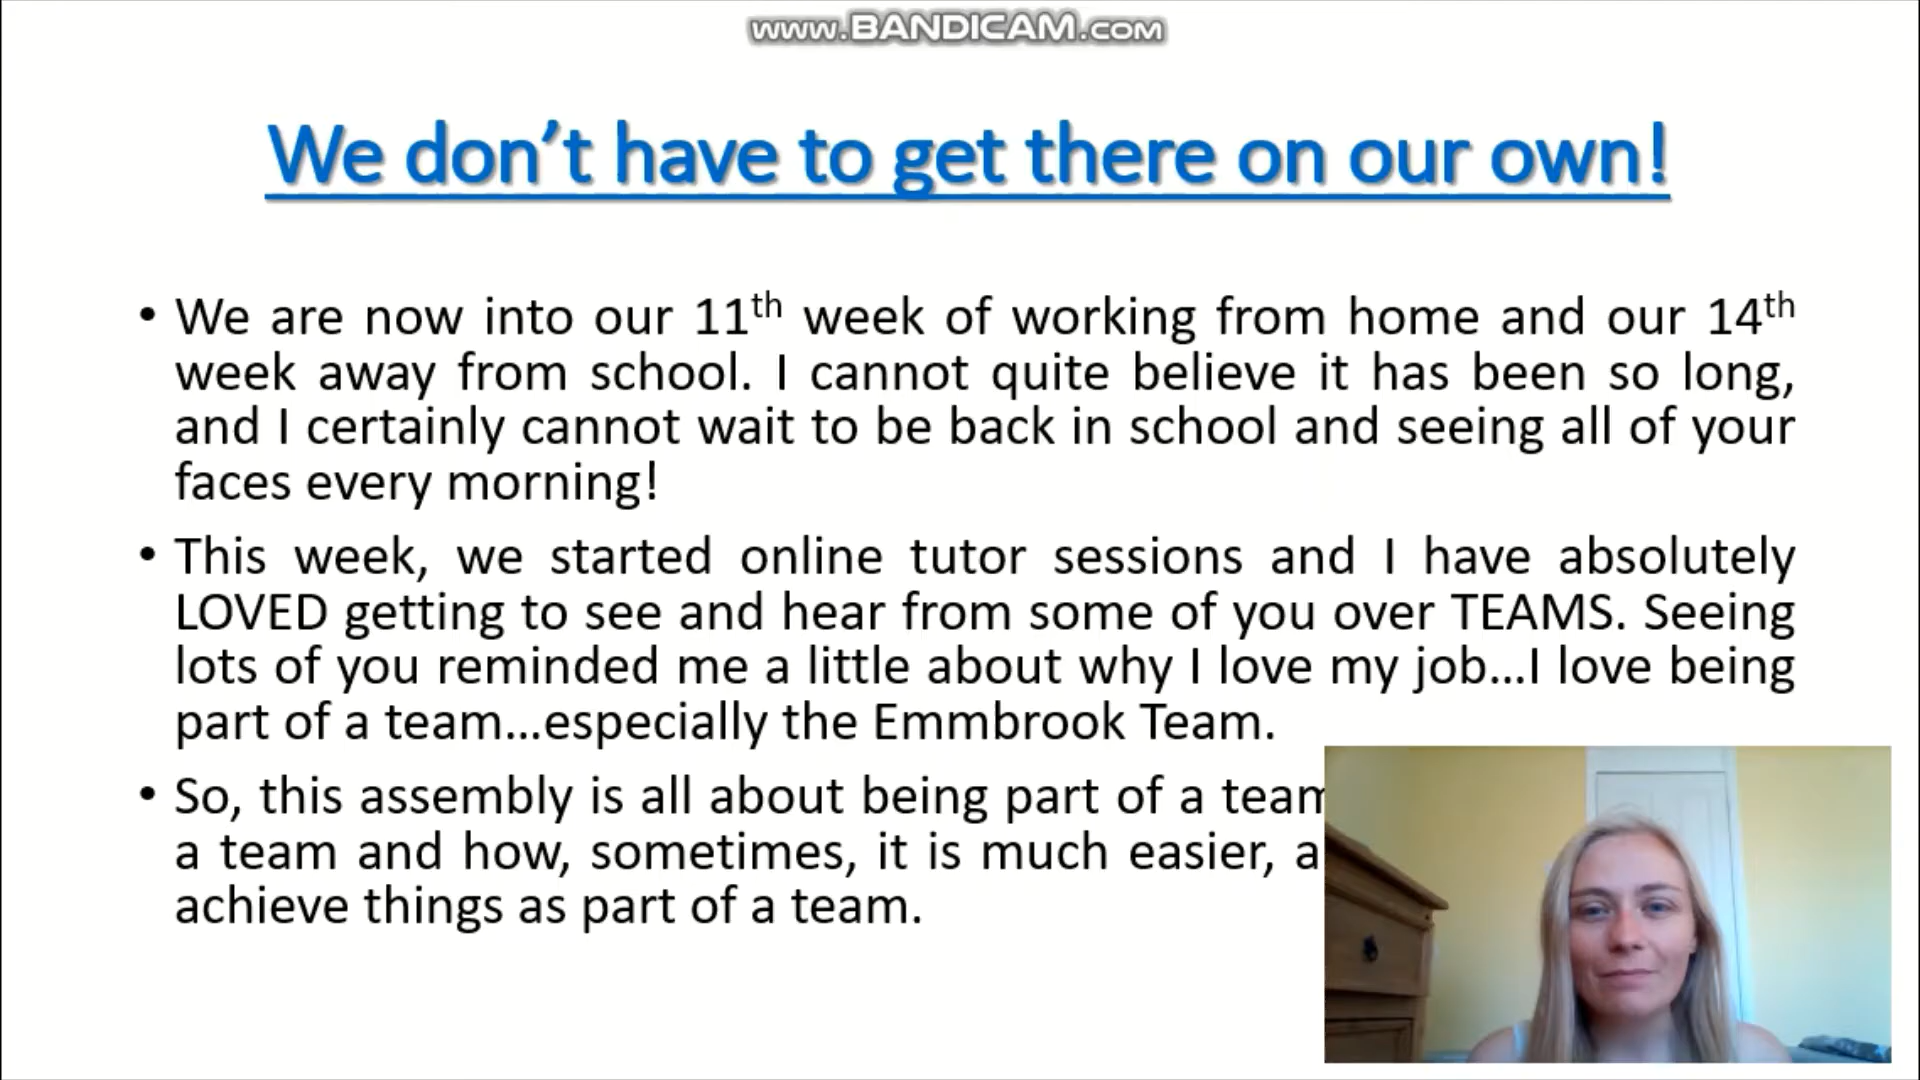 www.BANDICAM.com
We don’t have to get there on our own!
• We are now into our 11th week of working from home and our 14th
week away from school. I cannot quite believe it has been so long,
and I certainly cannot wait to be back in school and seeing all of your
faces every morning!
• This week, we started online tutor sessions and I have absolutely
LOVED getting to see and hear from some of you over TEAMS. Seeing
lots of you reminded me a little about why I love my job...I love being
part of a team...especially the Emmbrook Team.
• So, this assembly is all about being part of a team
a team and how, sometimes, it is much easier, a
achieve things as part of a team.